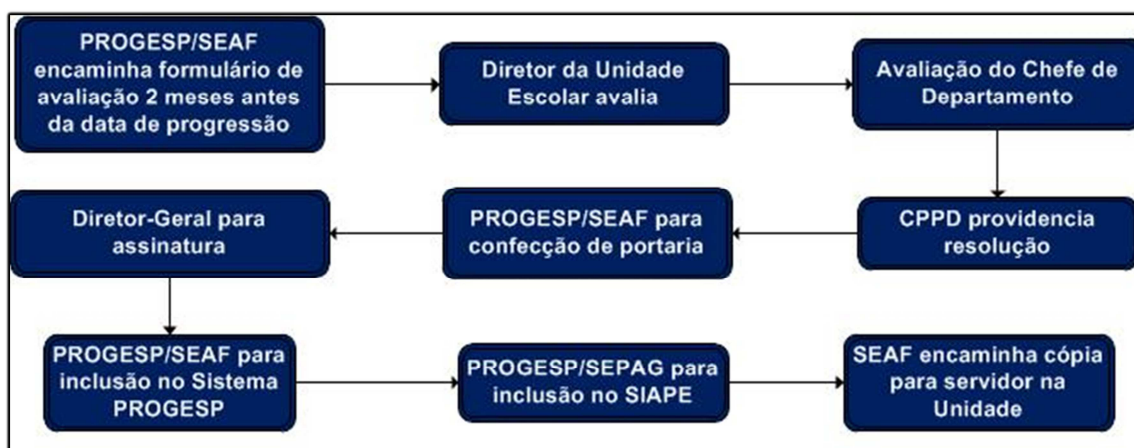 PROGESP/SEAF
encaminha formulário de
avaliação 2 meses antes
da data de progressão
Diretor da Unidade
Escolar avalia
Avaliação do Chefe de
Departamento
CPPD providencia
resolução
PROGESP/SEAF para
confecção de portaria
Diretor-Geral para
assinatura
PROGESP/SEAF para
inclusão no Sistema
PROGESP
PROGESP/SEPAG para
inclusão no SIAPE
SEAF encaminha cópia
para servidor na
Unidade